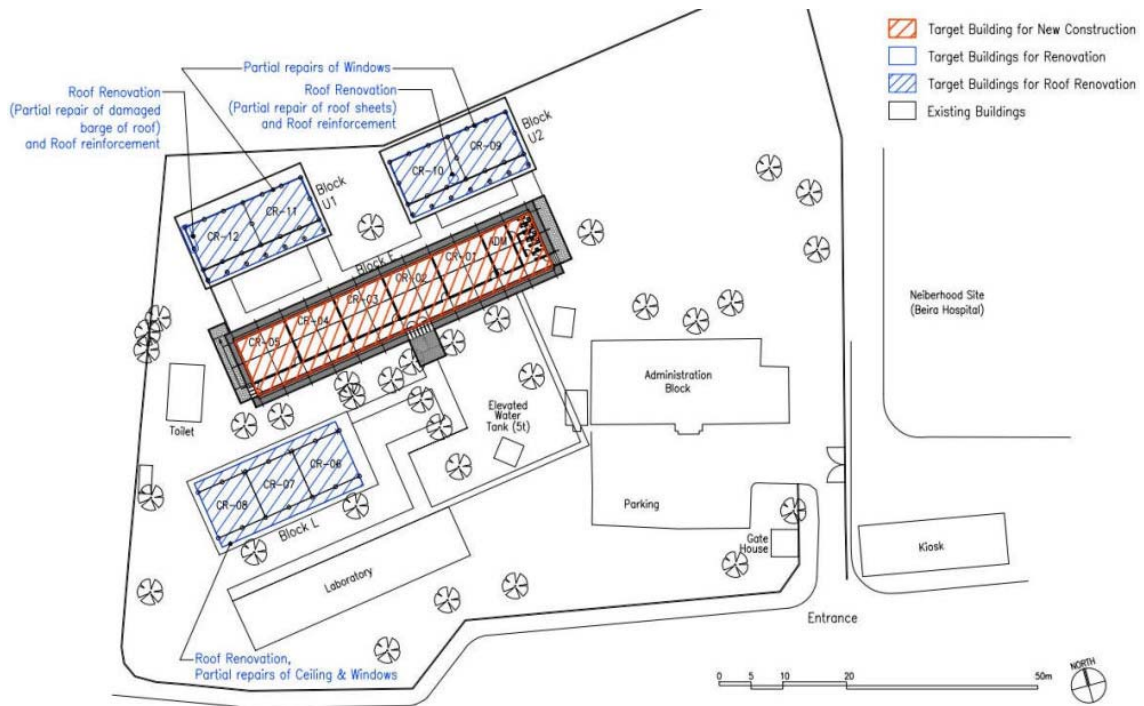 Target Building for New Construction
Target Buildings for Renovation
Target Buildings for Roof Renovation
Existing Buildings
Partial repairs of Windows
Roof Renovation
(Partial repair of damaged
barge of roof)
and Roof reinforcement
Roof Renovation
(Partial repair of roof sheets)
and Roof reinforcement
Block
U2
CR-09
CR-10
Block
U1
CR-11
CR-12
Block F
ADM
CR-01
CR-02
CR-03
CR-04
CR-05
Neiberhood Site
(Beira Hospital)
Administration
Block
Toilet
Elevated
Water
Tank (5t)
CR-06
CR-07
CR-08
Block L
Parking
Gate
House
Kiosk
Laboratory
Entrance
Roof Renovation,
Partial repairs of Ceiling & Windows
0 5 10 20 50m
NORTH